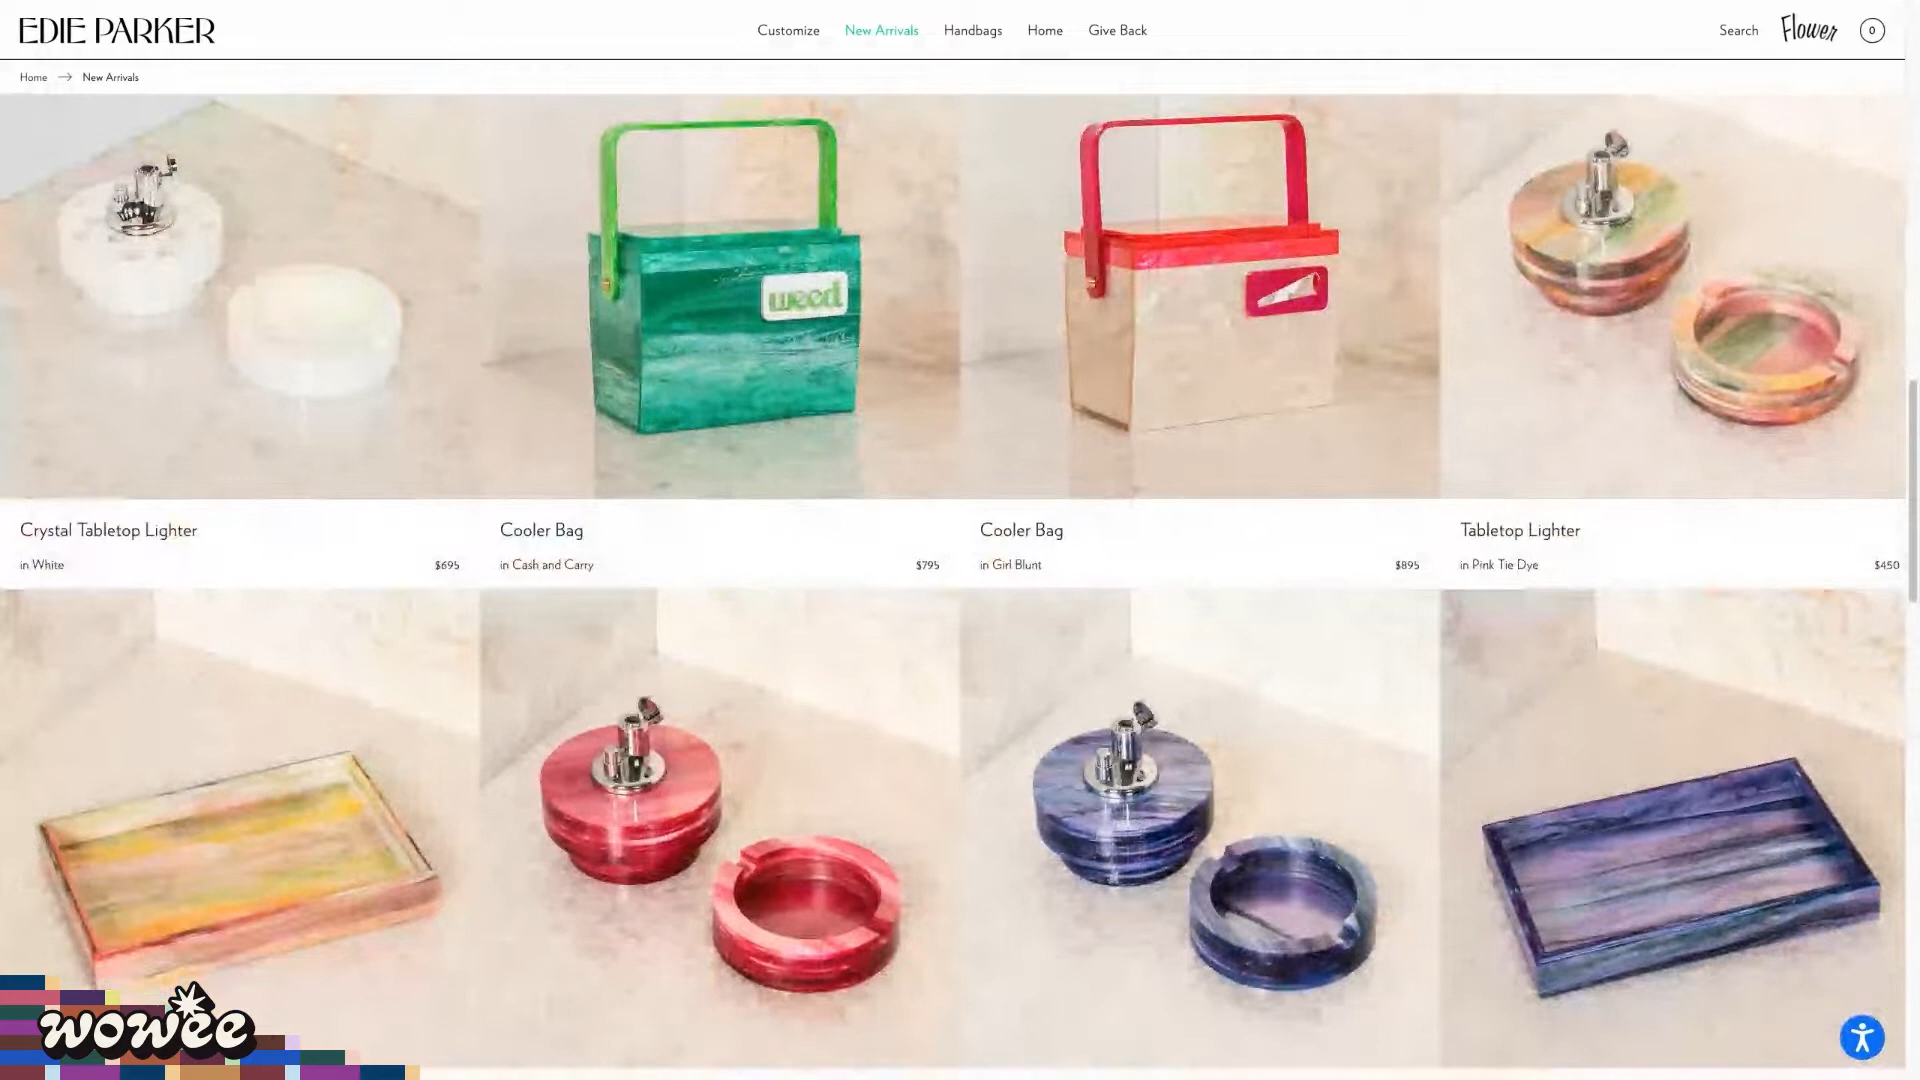 EDIE PARKER
Customize New Arrivals Handbags Home Give Back
Search Flower 0
Home → New Arrivals
weed
Crystal Tabletop Lighter
in White $695
Cooler Bag
in Cash and Carry $795
Cooler Bag
in Girl Blunt $895
Tabletop Lighter
in Pink Tie Dye $450
wowee